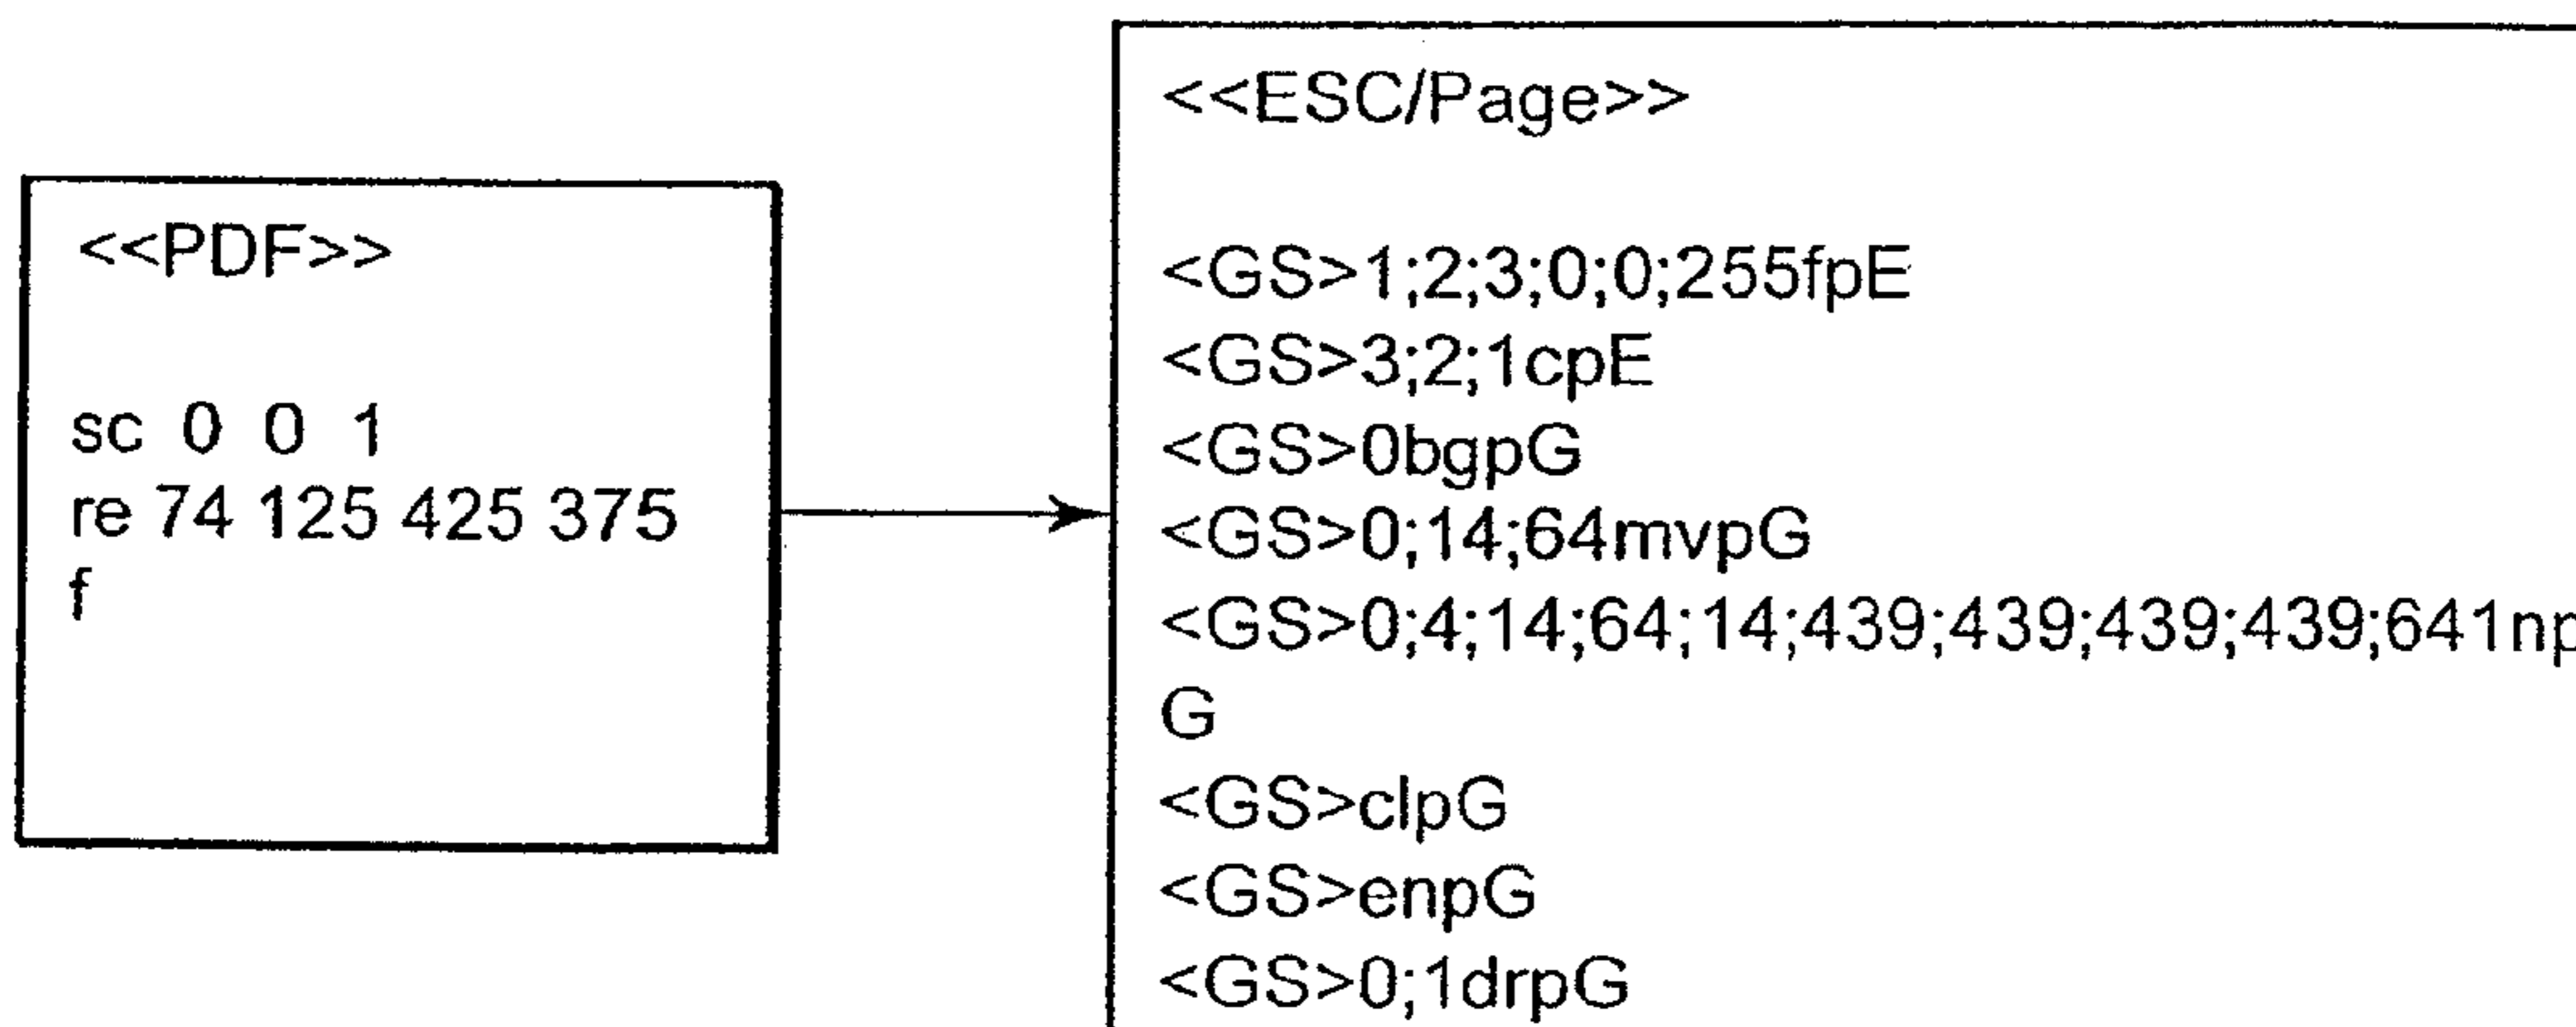 <<PDF>>
sc 0 0 1
re 74 125 425 375
f
<<ESC/Page>>
<GS>1;2;3;0;0;255fpE
<GS>3;2;1cpE
<GS>0bgpG
<GS>0;14;64mvpG
<GS>0;4;14;64;14;439;439;439;439;641np
G
<GS>clpG
<GS>enpG
<GS>0;1drpG